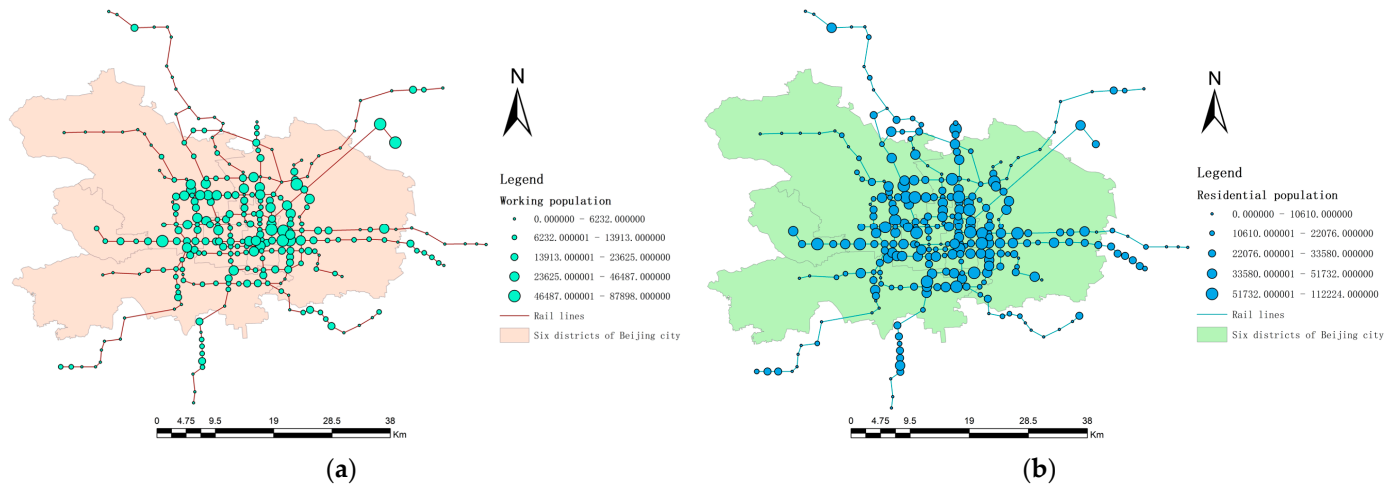 N
Legend
Working population
0.000000 - 6232.000000
6232.000001 - 13913.000000
13913.000001 - 23625.000000
23625.000001 - 46487.000000
46487.000001 - 87898.000000
Rail lines
Six districts of Beijing city
0 4.75 9.5 19 28.5 38
Km
(a)
N
Legend
Residential population
0.000000 - 10610.000000
10610.000001 - 22076.000000
22076.000001 - 33580.000000
33580.000001 - 51732.000000
51732.000001 - 112224.000000
Rail lines
Six districts of Beijing city
0 4.75 9.5 19 28.5 38
Km
(b)